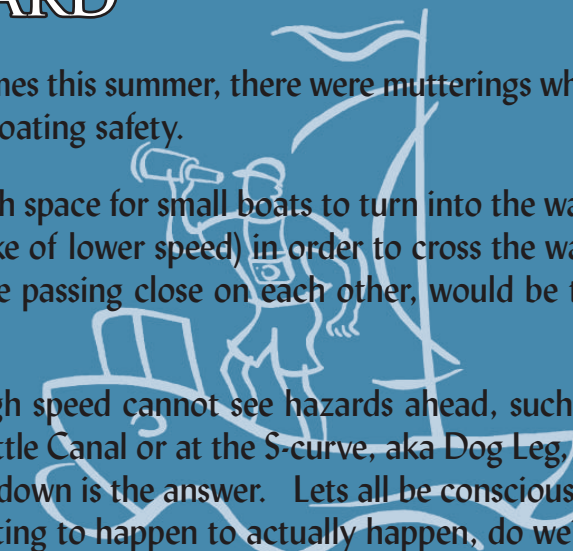 ARD
mes this summer, there were mutterings wh
oating safety.
h space for small boats to turn into the wa
ke of lower speed) in order to cross the wa
e passing close on each other, would be t
gh speed cannot see hazards ahead, such
ttle Canal or at the S-curve, aka Dog Leg,
down is the answer. Lets all be conscious
ting to happen to actually happen, do we